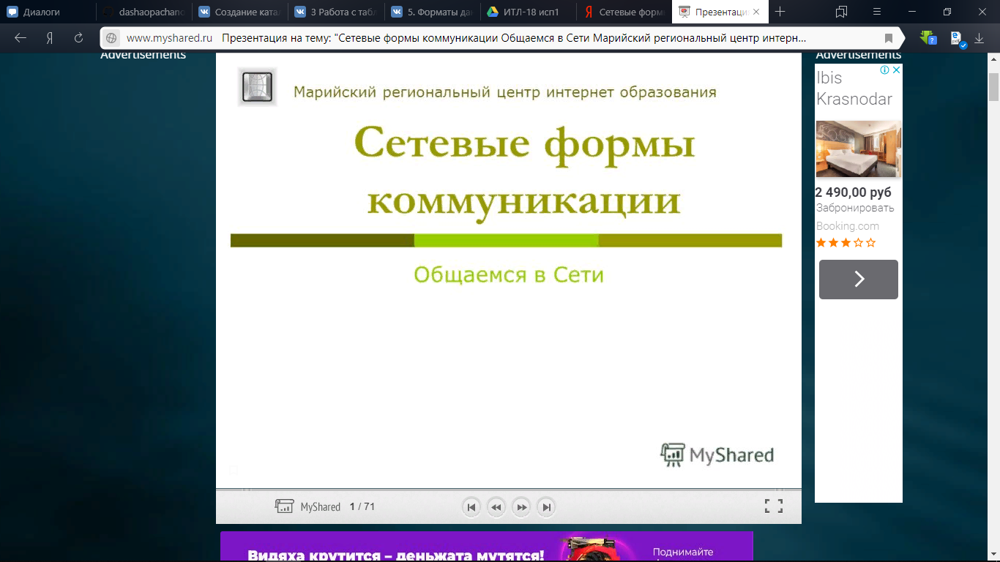 Диалоги
dashaopachano
Создание катал
3 Работа с табл
5. Форматы дан
ИТЛ-18 исп1
Сетевые форм
Презентаци
www.myshared.ru Презентация на тему: "Сетевые формы коммуникации Общаемся в Сети Марийский региональный центр интерн...
Advertisements
Advertisements
Марийский региональный центр интернет образования
Сетевые формы
коммуникации
Общаемся в Сети
MyShared
MyShared 1 / 71
Ibis
Krasnodar
2 490,00 руб
Забронировать
Booking.com
Видяха крутится – деньжата мутятся!
Поднимайте